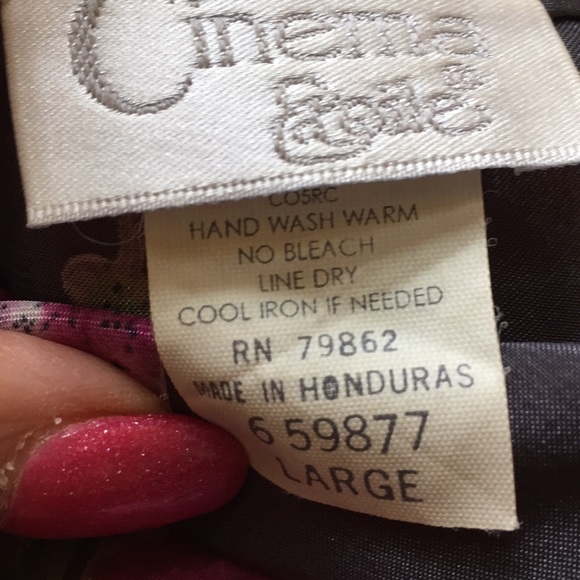 Cinema
Etoile
CO5RC
HAND WASH WARM
NO BLEACH
LINE DRY
COOL IRON IF NEEDED
RN 79862
MADE IN HONDURAS
6 59877
LARGE